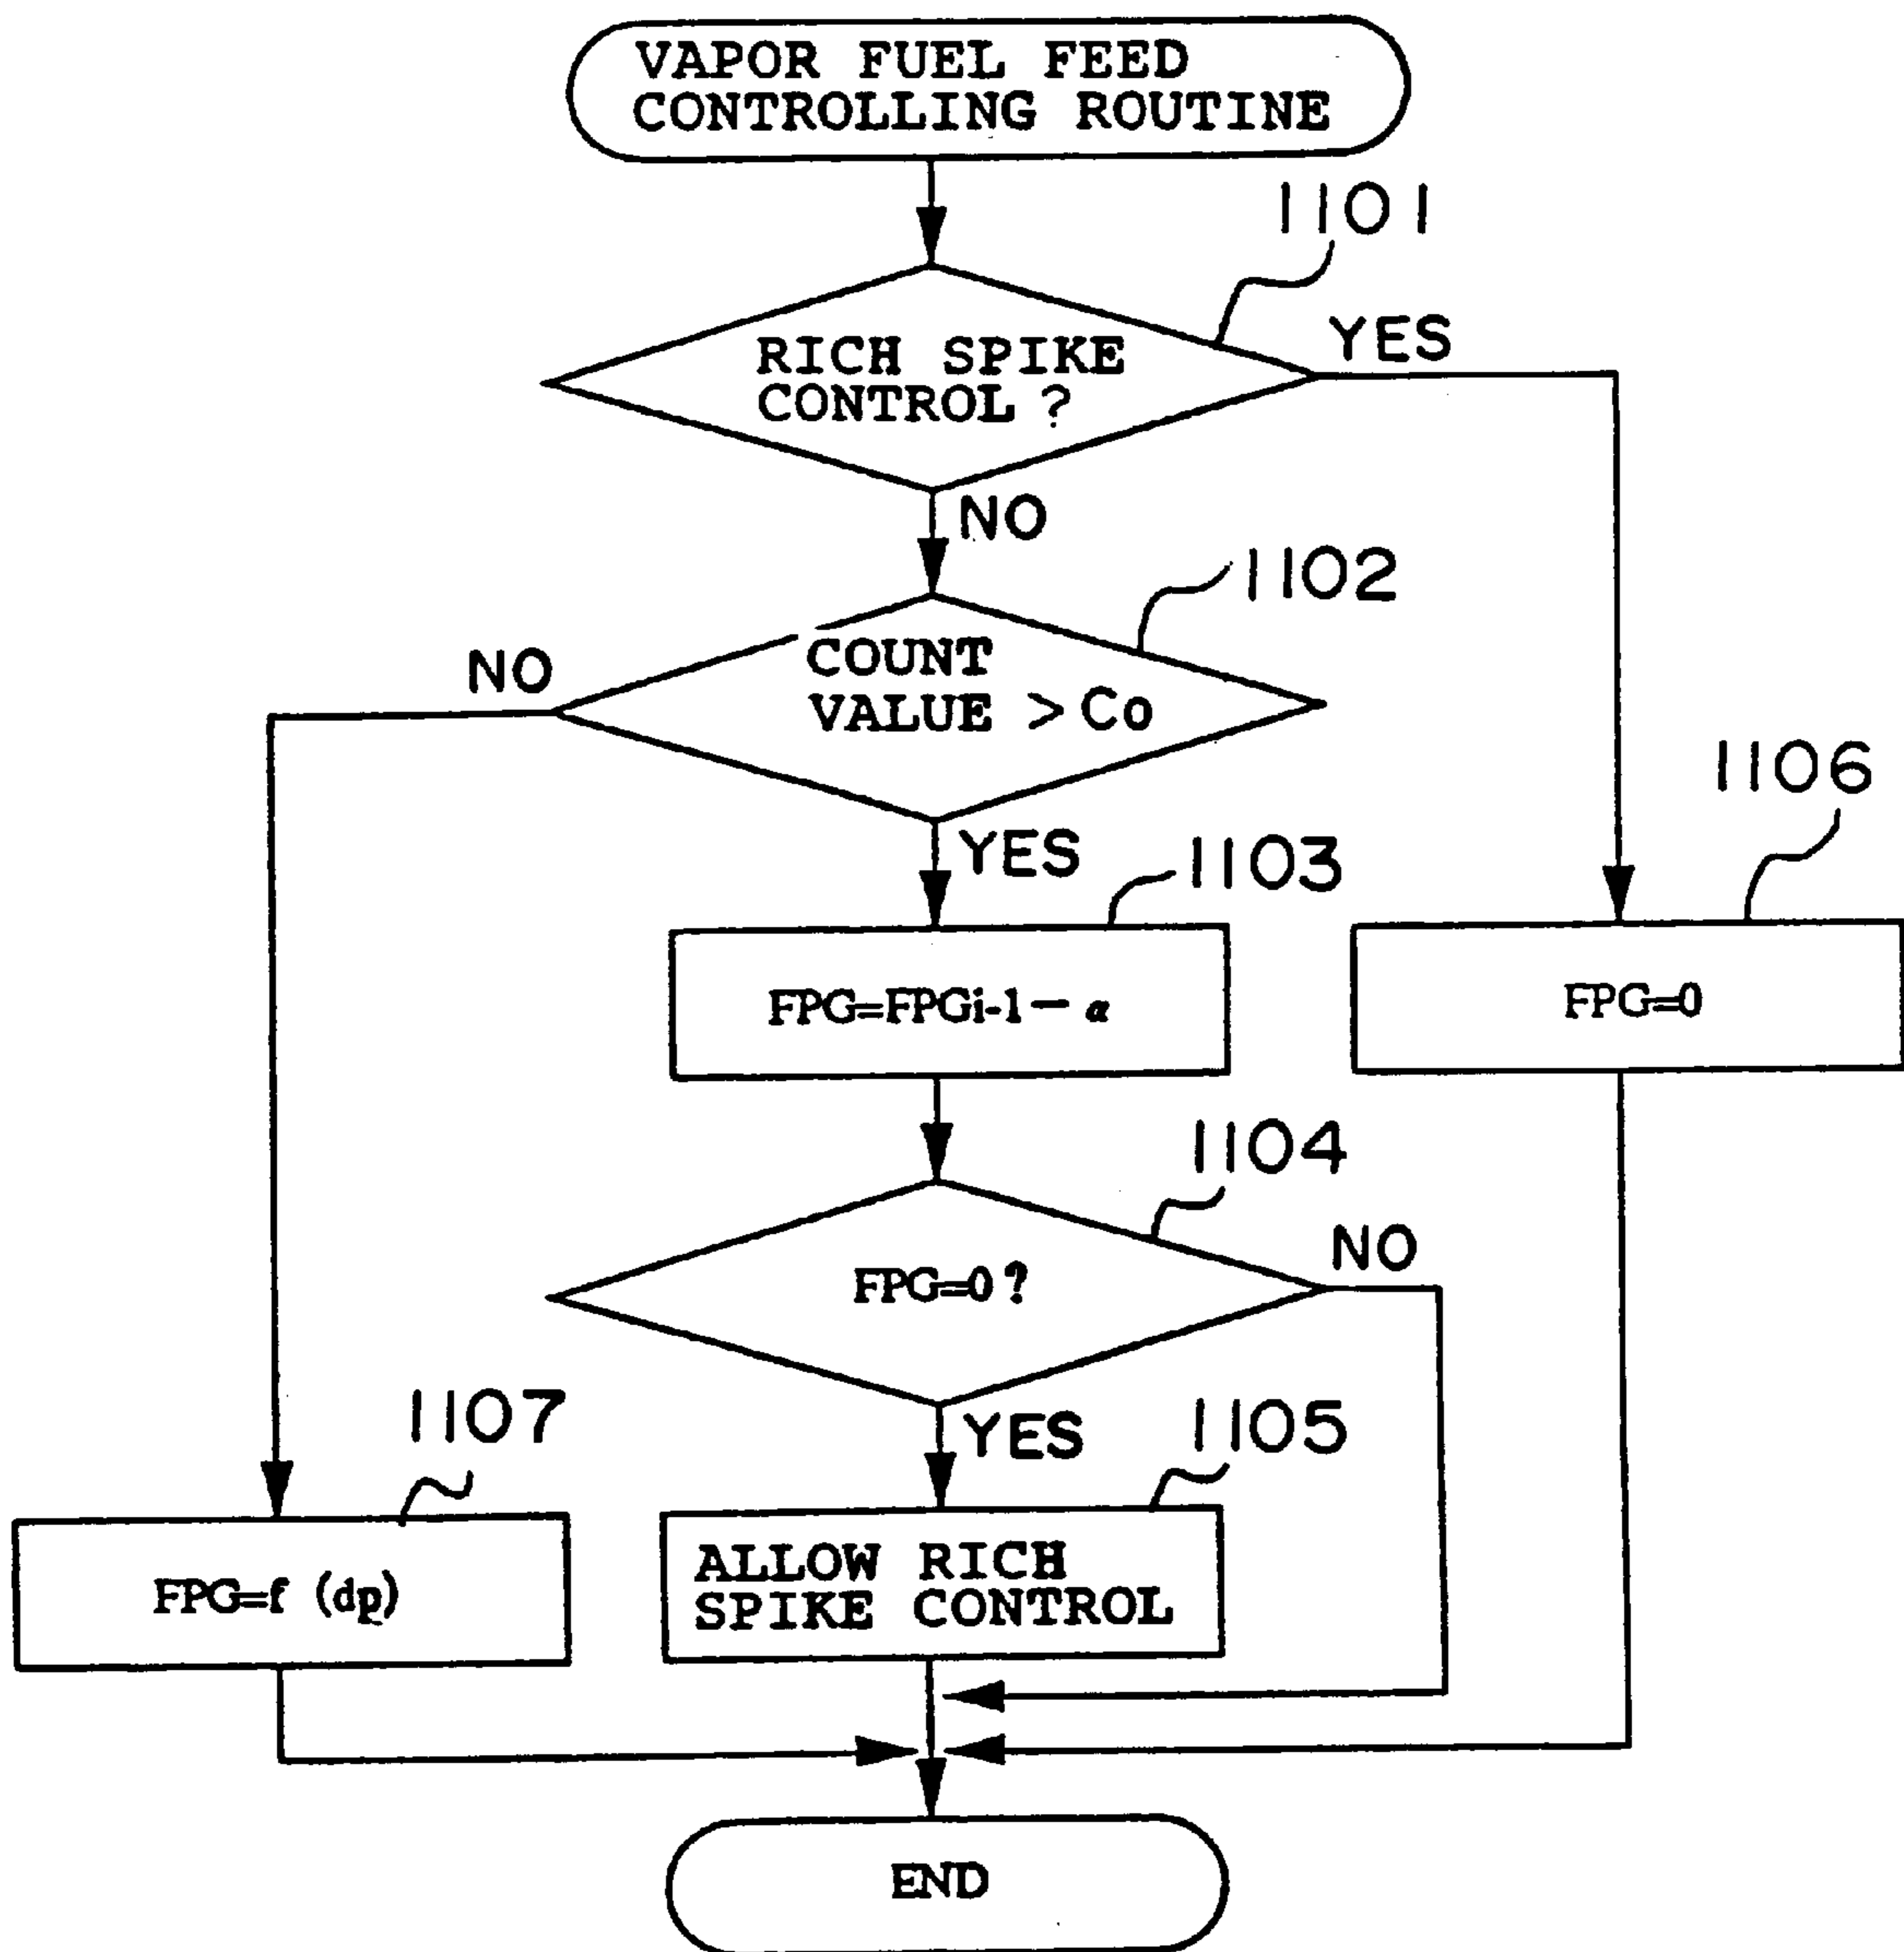 VAPOR FUEL FEED
CONTROLLING ROUTINE
1101
RICH SPIKE
CONTROL ?
YES
NO
1102
COUNT
VALUE > Co
NO
YES
1106
1103
FPG=FPGi-1 — α
FPG=0
1104
FPG=0 ?
NO
YES
1107
1105
FPG=f (dp)
ALLOW RICH
SPIKE CONTROL
END